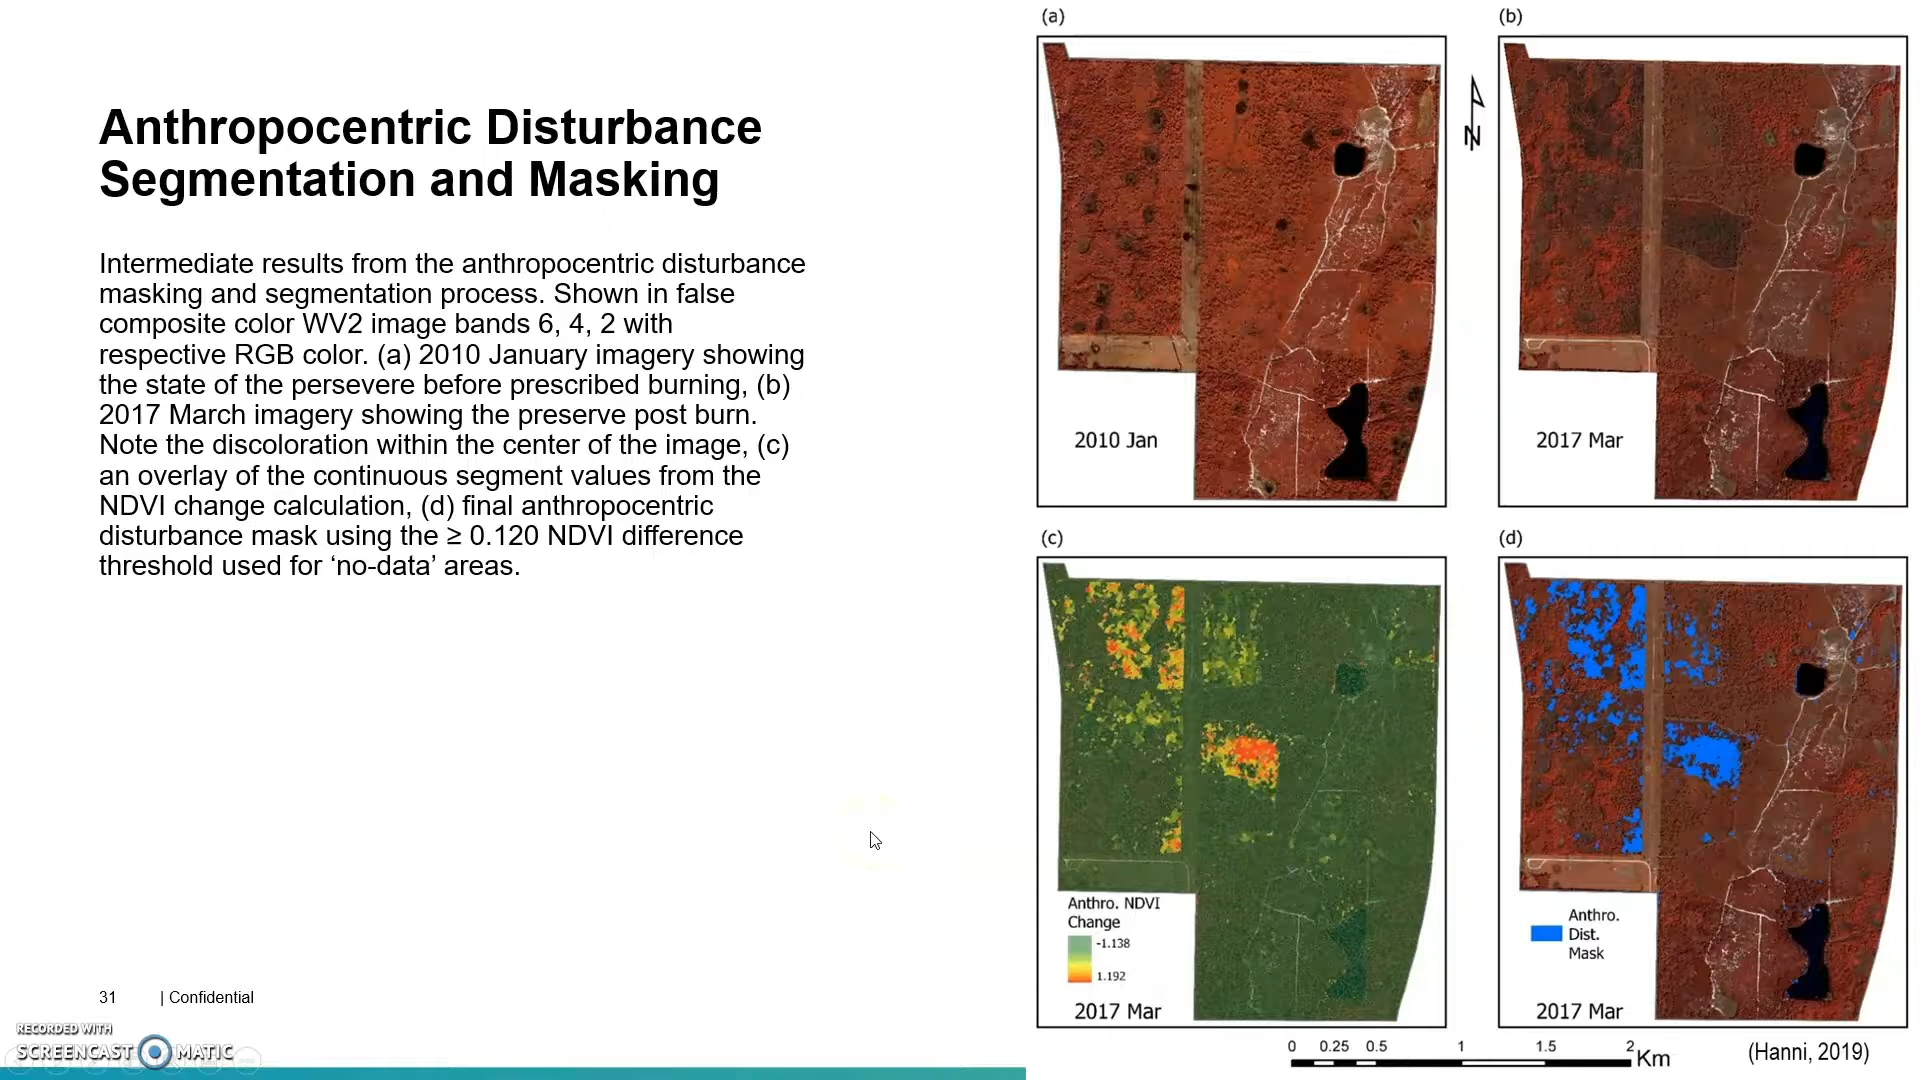 Anthropocentric Disturbance
Segmentation and Masking
Intermediate results from the anthropocentric disturbance
masking and segmentation process. Shown in false
composite color WV2 image bands 6, 4, 2 with
respective RGB color. (a) 2010 January imagery showing
the state of the persevere before prescribed burning, (b)
2017 March imagery showing the preserve post burn.
Note the discoloration within the center of the image, (c)
an overlay of the continuous segment values from the
NDVI change calculation, (d) final anthropocentric
disturbance mask using the ≥ 0.120 NDVI difference
threshold used for ‘no-data’ areas.
31 | Confidential
RECORDED WITH
SCREENCAST MATIC
(a)
2010 Jan
(b)
N
2017 Mar
(c)
Anthro. NDVI
Change
-1.138
1.192
2017 Mar
(d)
Anthro.
Dist.
Mask
2017 Mar
0 0.25 0.5 1 1.5 2 Km
(Hanni, 2019)